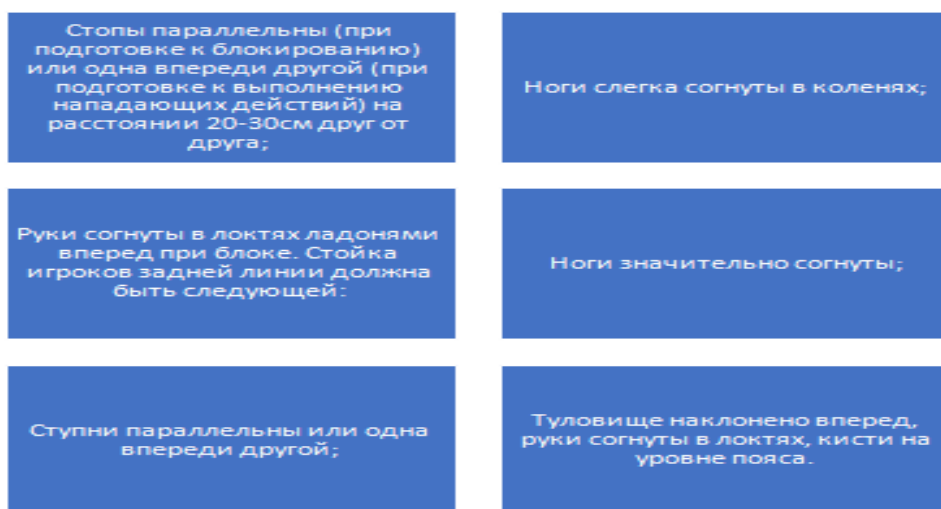 Стопы параллельны (при
подготовке к блокированию)
или одна впереди другой (при
подготовке к выполнению
нападающих действий) на
расстоянии 20-30см друг от
друга;
Ноги слегка согнуты в коленях;
Руки согнуты в локтях ладонями
вперед при блоке. Стойка
игроков задней линии должна
быть следующей:
Ноги значительно согнуты;
Ступни параллельны или одна
впереди другой;
Туловище наклонено вперед,
руки согнуты в локтях, кисти на
уровне пояса.